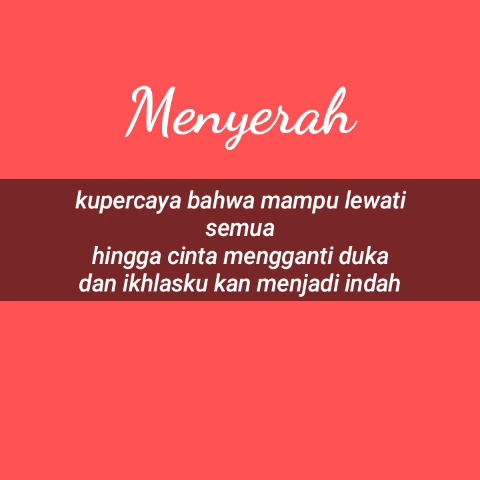 Menyerah
kupercaya bahwa mampu lewati
semua
hingga cinta mengganti duka
dan ikhlasku kan menjadi indah